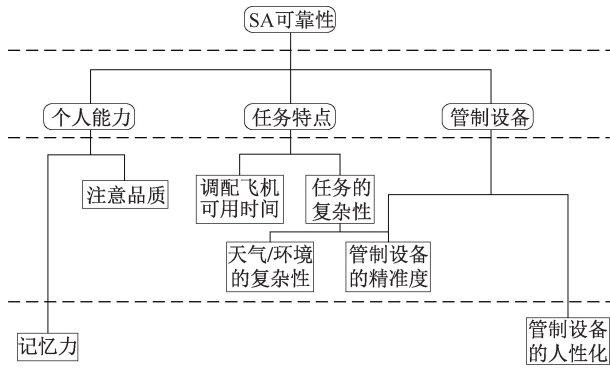 SA可靠性
个人能力
任务特点
管制设备
注意品质
调配飞机
可用时间
任务的
复杂性
天气/环境
的复杂性
管制设备
的精准度
记忆力
管制设备
的人性化